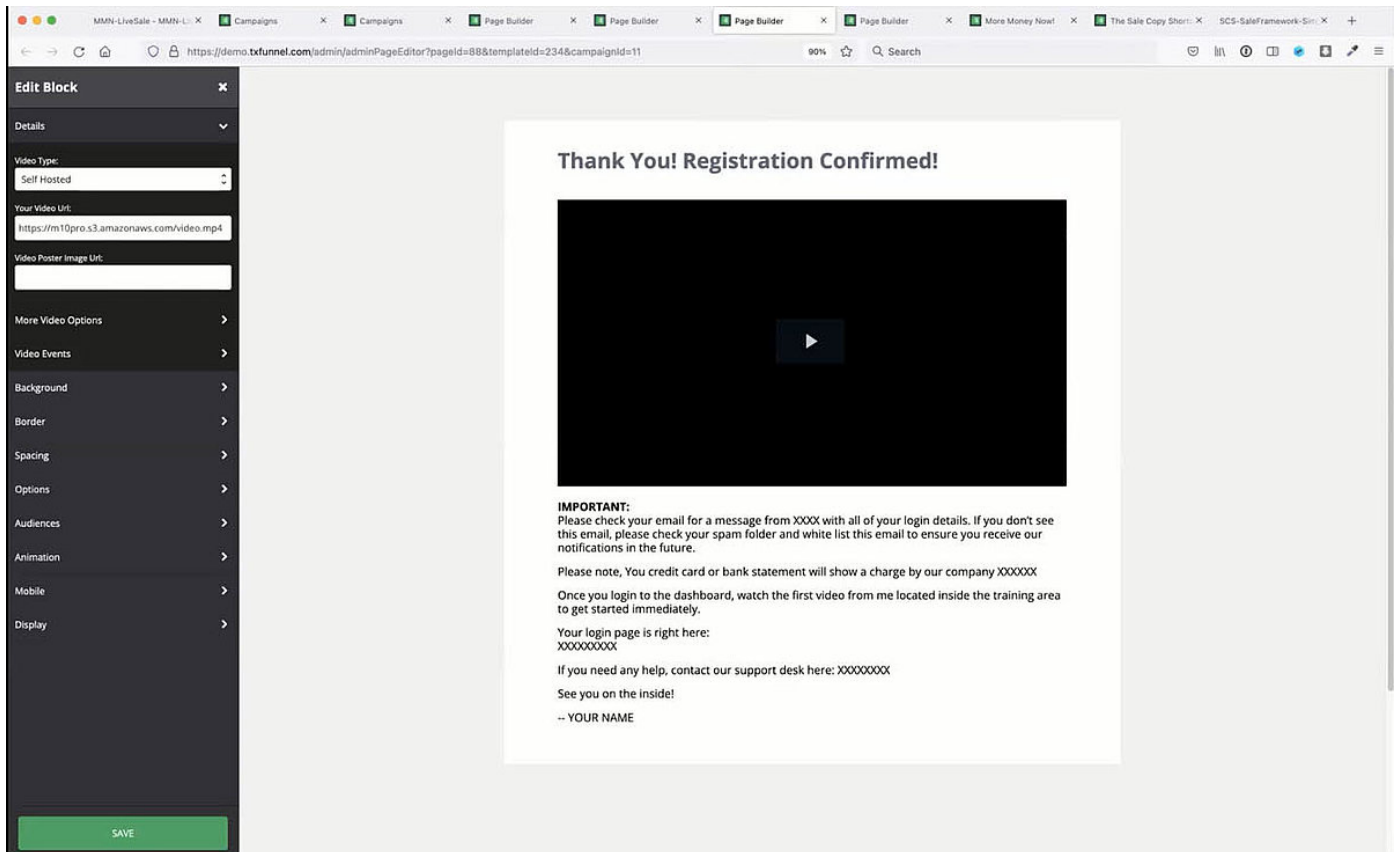 MMN-LiveSale - MMN-Li
Campaigns
Campaigns
Page Builder
Page Builder
Page Builder
Page Builder
More Money Now!
The Sale Copy Short
SCS-SaleFramework-Sin
https://demo.txfunnel.com/admin/adminPageEditor?pageId=88&templateId=234&campaignId=11
90%
Search
Edit Block
Details
Video Type:
Self Hosted
Your Video Url:
https://m10pro.s3.amazonaws.com/video.mp4
Video Poster Image Url:
More Video Options
Video Events
Background
Border
Spacing
Options
Audiences
Animation
Mobile
Display
SAVE
Thank You! Registration Confirmed!
IMPORTANT:
Please check your email for a message from XXXX with all of your login details. If you don't see
this email, please check your spam folder and white list this email to ensure you receive our
notifications in the future.
Please note, You credit card or bank statement will show a charge by our company XXXXXX
Once you login to the dashboard, watch the first video from me located inside the training area
to get started immediately.
Your login page is right here:
XXXXXXXXX
If you need any help, contact our support desk here: XXXXXXXX
See you on the inside!
-- YOUR NAME